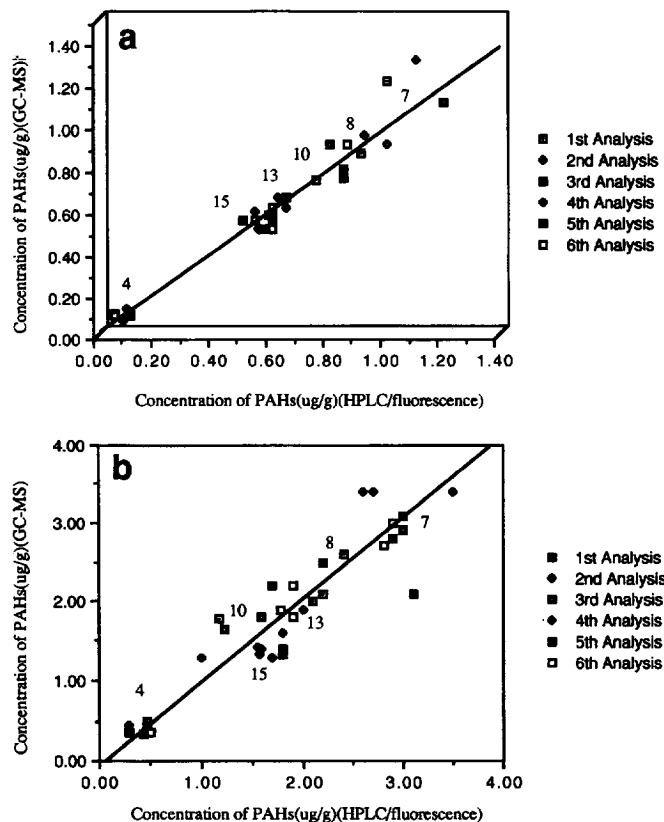 a
Concentration of PAHs(ug/g)(GC-MS)
1.40
1.20
1.00
0.80
0.60
0.40
0.20
0.00
7
8
10
13
15
4
1st Analysis
2nd Analysis
3rd Analysis
4th Analysis
5th Analysis
6th Analysis
0.00 0.20 0.40 0.60 0.80 1.00 1.20 1.40
Concentration of PAHs(ug/g)(HPLC/fluorescence)
b
Concentration of PAHs(ug/g)(GC-MS)
4.00
3.00
2.00
1.00
0.00
7
8
10
13
15
4
1st Analysis
2nd Analysis
3rd Analysis
4th Analysis
5th Analysis
6th Analysis
0.00 1.00 2.00 3.00 4.00
Concentration of PAHs(ug/g)(HPLC/fluorescence)